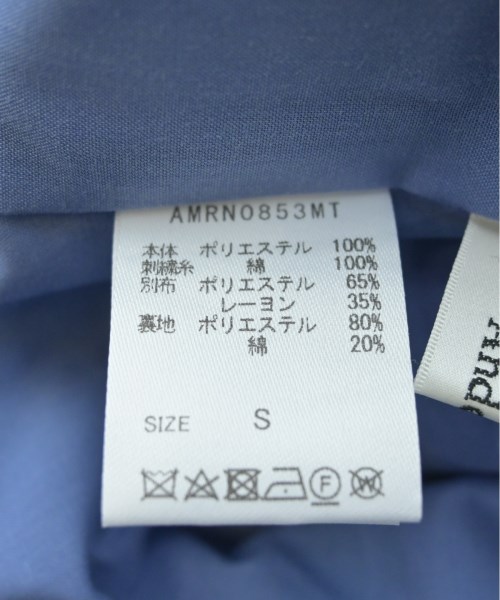 AMRN0853MT
本体 ポリエステル 100%
刺繍糸 綿 100%
別布 ポリエステル 65%
レーヨン 35%
裏地 ポリエステル 80%
綿 20%
SIZE S
F W